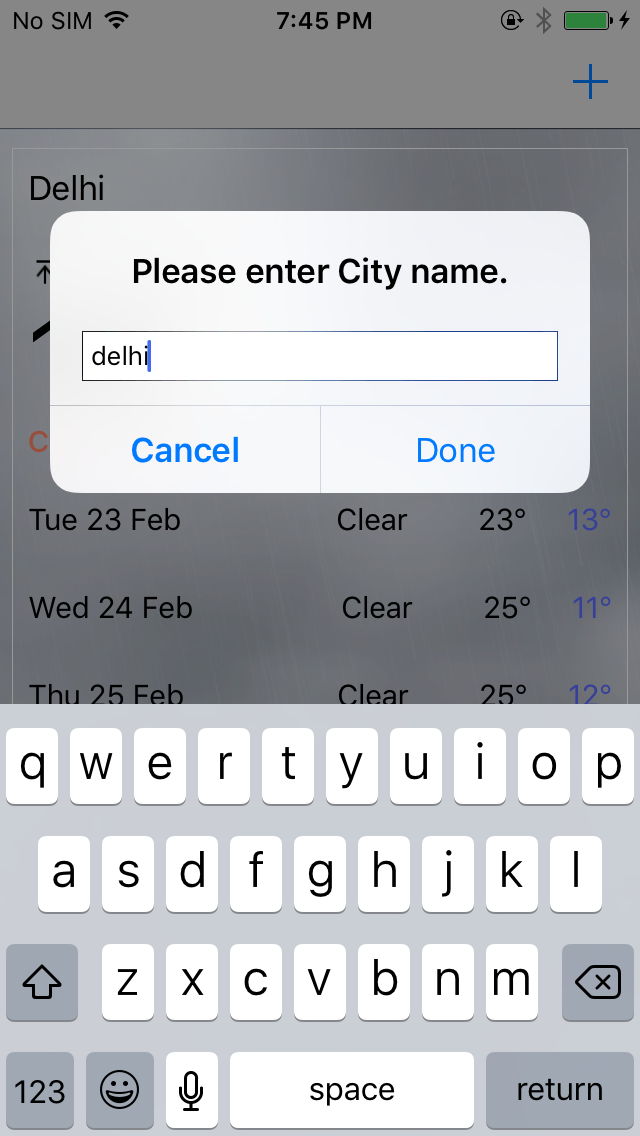 No SIM 7:45 PM
Delhi
Please enter City name.
delhi
Cancel Done
C
Tue 23 Feb Clear 23° 13°
Wed 24 Feb Clear 25° 11°
Thu 25 Feb Clear 25° 12°
q w e r t y u i o p
a s d f g h j k l
z x c v b n m
123 space return